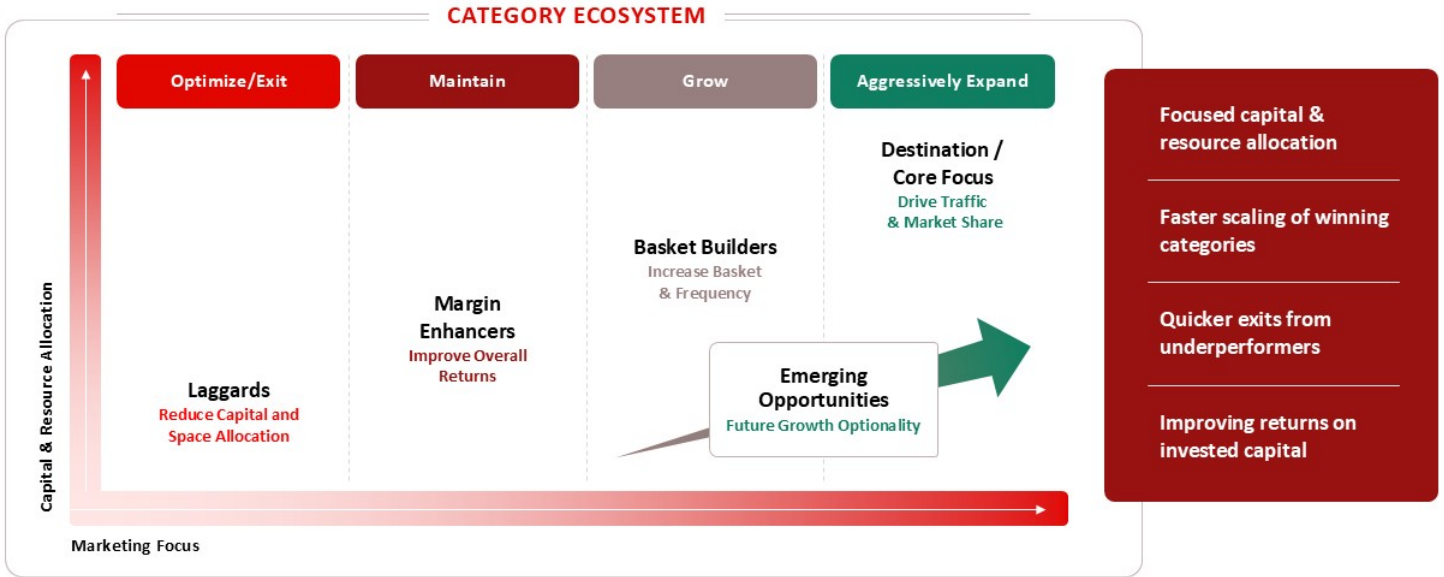 CATEGORY ECOSYSTEM
Optimize/Exit
Maintain
Grow
Aggressively Expand
Capital & Resource Allocation
Laggards
Reduce Capital and
Space Allocation
Margin
Enhancers
Improve Overall
Returns
Basket Builders
Increase Basket
& Frequency
Destination /
Core Focus
Drive Traffic
& Market Share
Emerging
Opportunities
Future Growth Optionality
Marketing Focus
Focused capital &
resource allocation
Faster scaling of winning
categories
Quicker exits from
underperformers
Improving returns on
invested capital